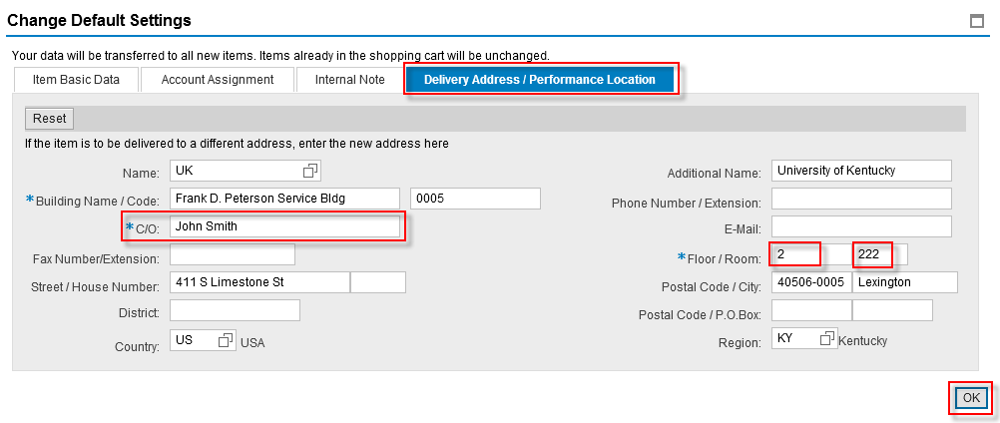 Change Default Settings
Your data will be transferred to all new items. Items already in the shopping cart will be unchanged.
Item Basic Data Account Assignment Internal Note Delivery Address / Performance Location
Reset
If the item is to be delivered to a different address, enter the new address here
Name: UK Additional Name: University of Kentucky
*Building Name / Code: Frank D. Peterson Service Bldg 0005 Phone Number / Extension:
*C/O: John Smith E-Mail:
Fax Number/Extension: *Floor / Room: 2 222
Street / House Number: 411 S Limestone St Postal Code / City: 40506-0005 Lexington
District: Postal Code / P.O.Box:
Country: US USA Region: KY Kentucky
OK